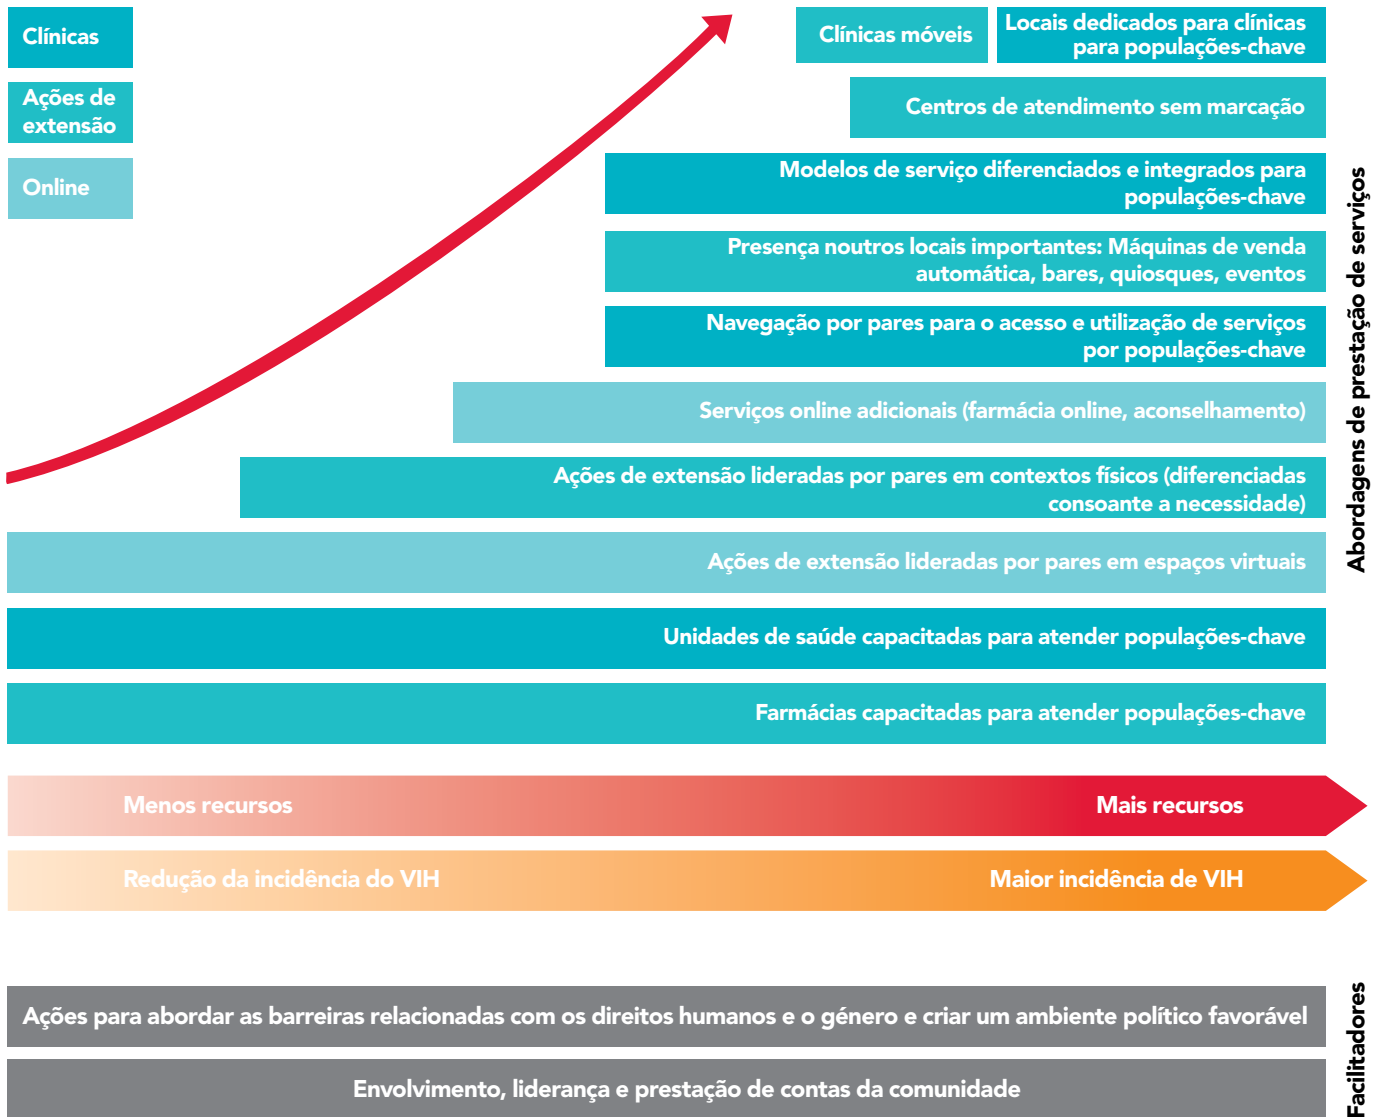 Clínicas
Ações de
extensão
Online
Clínicas móveis
Locais dedicados para clínicas
para populações-chave
Centros de atendimento sem marcação
Modelos de serviço diferenciados e integrados para
populações-chave
Presença noutros locais importantes: Máquinas de venda
automática, bares, quiosques, eventos
Navegação por pares para o acesso e utilização de serviços
por populações-chave
Serviços online adicionais (farmácia online, aconselhamento)
Ações de extensão lideradas por pares em contextos físicos (diferenciadas
consoante a necessidade)
Ações de extensão lideradas por pares em espaços virtuais
Unidades de saúde capacitadas para atender populações-chave
Farmácias capacitadas para atender populações-chave
Abordagens de prestação de serviços
Menos recursos
Mais recursos
Redução da incidência do VIH
Maior incidência de VIH
Ações para abordar as barreiras relacionadas com os direitos humanos e o género e criar um ambiente político favorável
Envolvimento, liderança e prestação de contas da comunidade
Facilitadores